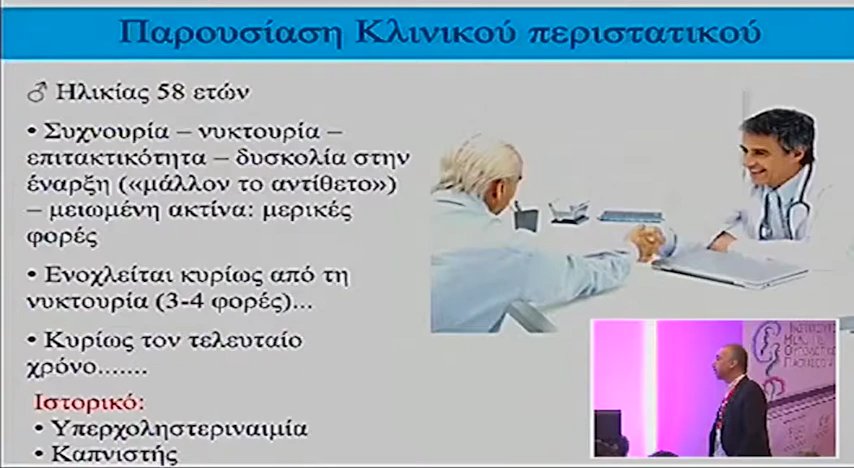 Παρουσίαση Κλινικού περιστατικού
♂ Ηλικίας 58 ετών
• Συχνουρία – νυκτουρία –
επιτακτικότητα – δυσκολία στην
έναρξη («μάλλον το αντίθετο»)
– μειωμένη ακτίνα: μερικές
φορές
• Ενοχλείται κυρίως από τη
νυκτουρία (3-4 φορές)...
• Κυρίως τον τελευταίο
χρόνο.......
Ιστορικό:
• Υπερχοληστεριναιμία
• Καπνιστής